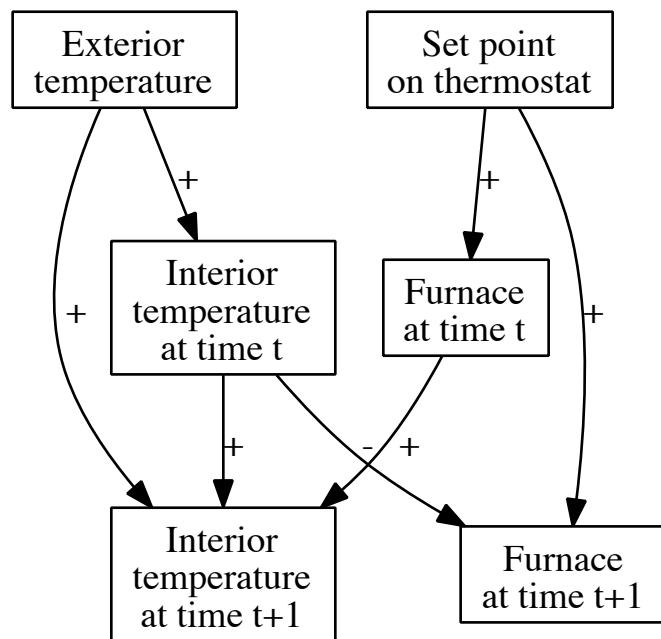 Exterior
temperature
Set point
on thermostat
+
+
Interior
temperature
at time t
Furnace
at time t
+
+
+
-
+
Interior
temperature
at time t+1
Furnace
at time t+1